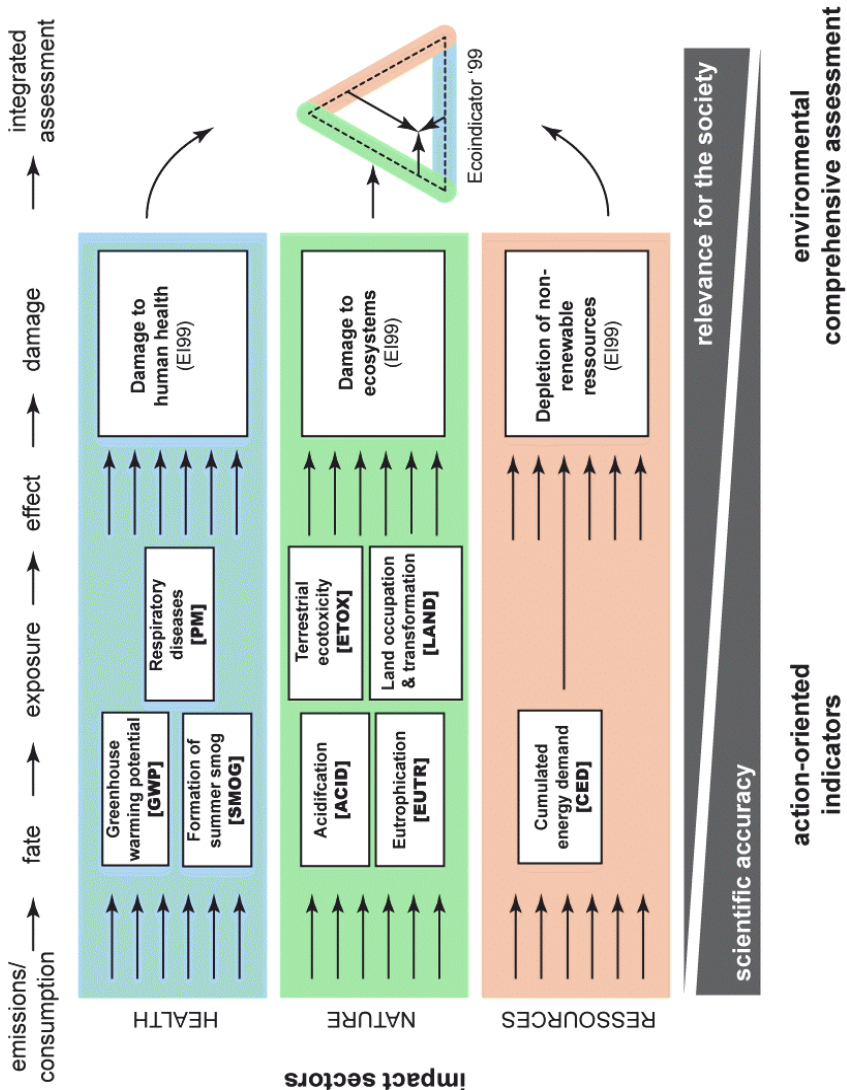 emissions/
consumption
fate
exposure
effect
damage
integrated
assessment
impact sectors
HEALTH
Greenhouse
warming potential
[GWP]
Formation of
summer smog
[SMOG]
Respiratory
diseases
[PM]
Damage to
human health
(EI99)
NATURE
Acidifcation
[ACID]
Eutrophication
[EUTR]
Terrestrial
ecotoxicity
[ETOX]
Land occupation
& transformation
[LAND]
Damage to
ecosystems
(EI99)
Ecoindicator '99
RESSOURCES
Cumulated
energy demand
[CED]
Depletion of non-
renewable
ressources
(EI99)
scientific accuracy
relevance for the society
action-oriented
indicators
environmental
comprehensive assessment